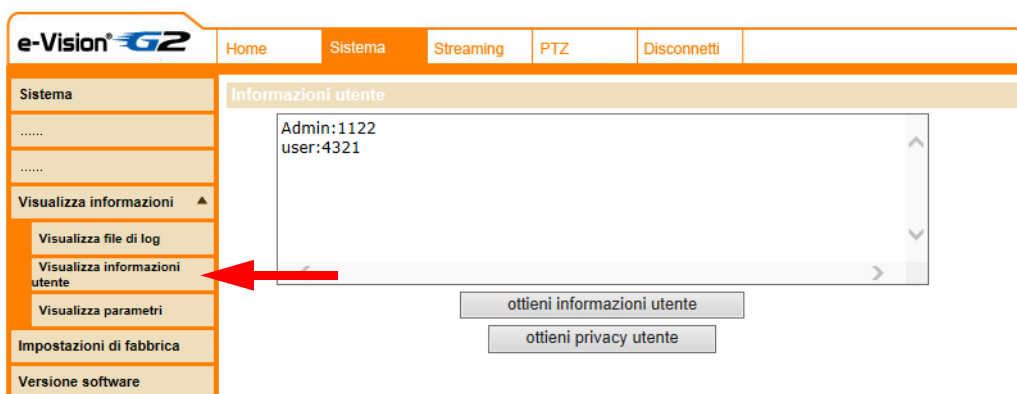 e-Vision® G2
Home Sistema Streaming PTZ Disconnetti
Sistema
Informazioni utente
......
......
Visualizza informazioni
Visualizza file di log
Visualizza informazioni
utente
Visualizza parametri
Impostazioni di fabbrica
Versione software
Admin:1122
user:4321
ottieni informazioni utente
ottieni privacy utente